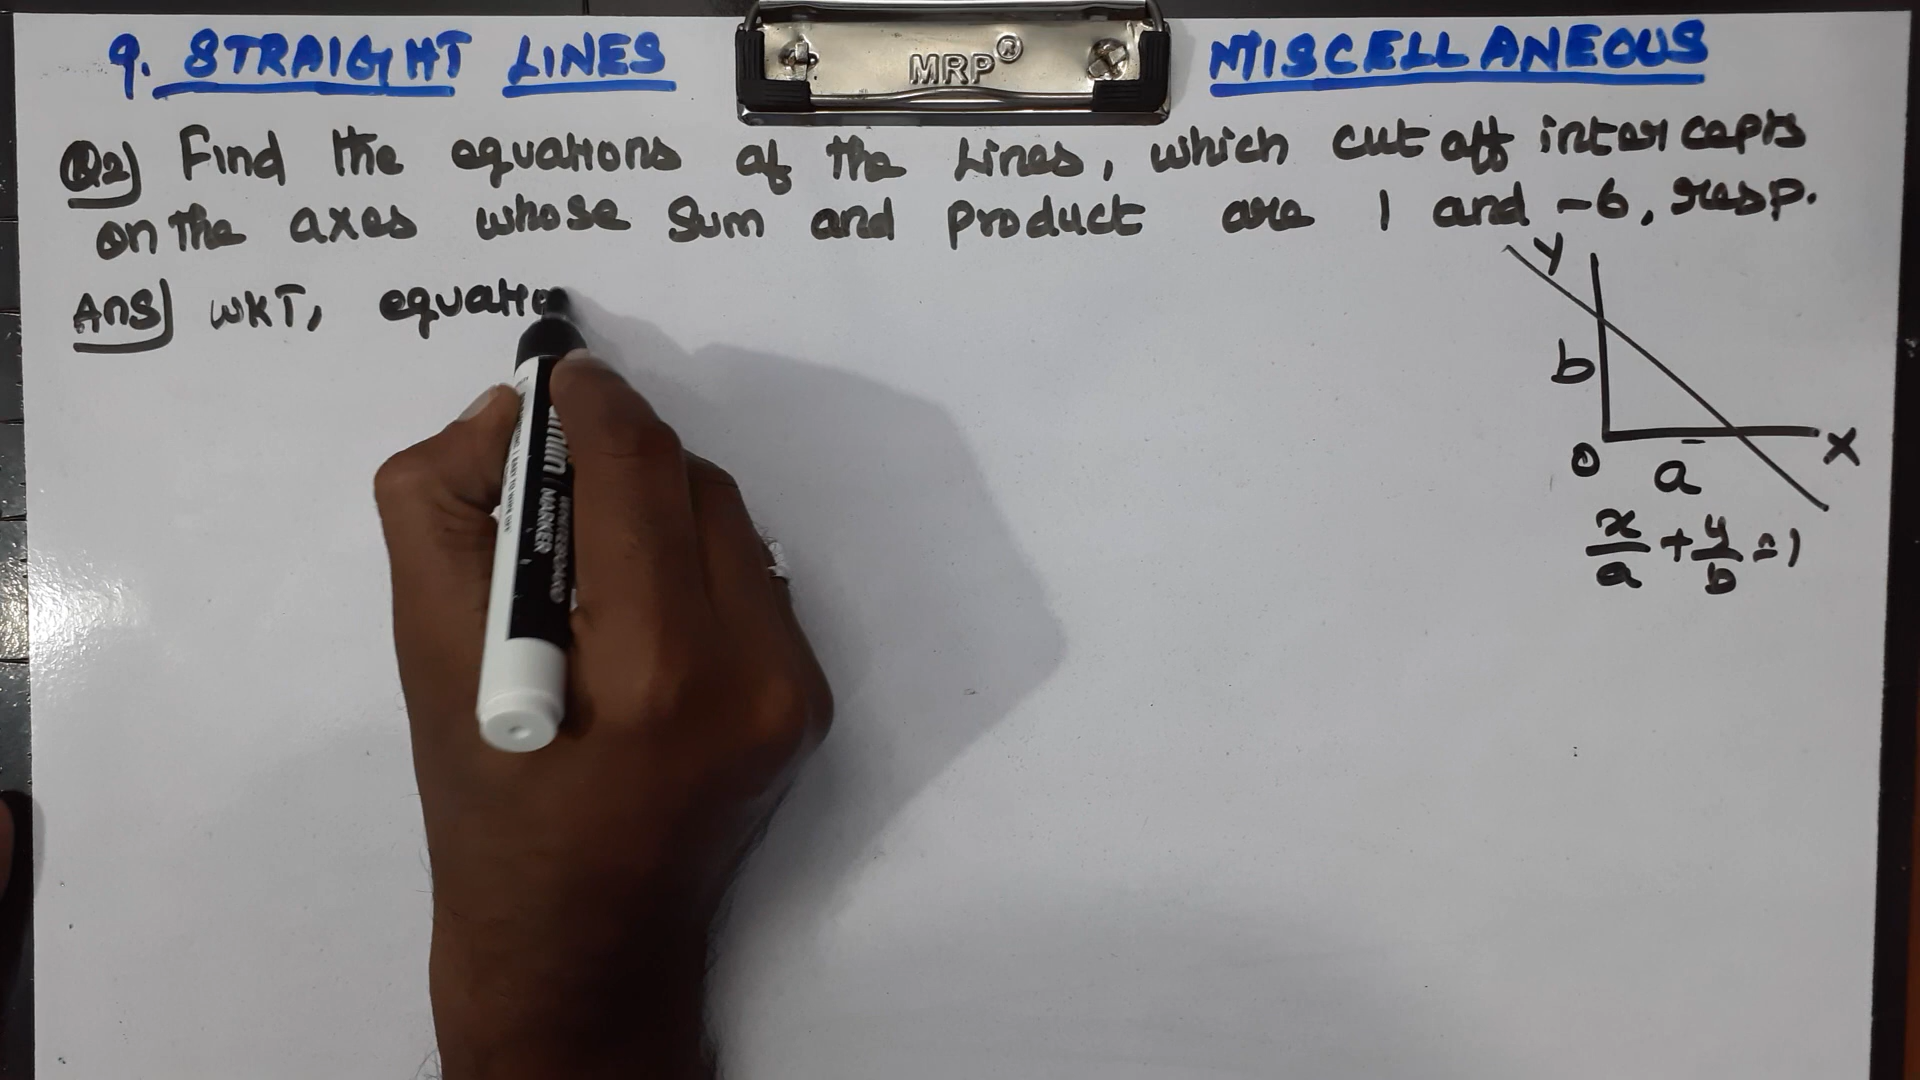 9. STRAIGHT LINES
MRP®
MISCELLANEOUS
Q2) Find the equations of the Lines, which cut off intercepts
on the axes whose sum and product are 1 and -6, resp.
Ans) WKT, equatio
Y
b
O
a
X
x/a + y/b = 1
MARKER